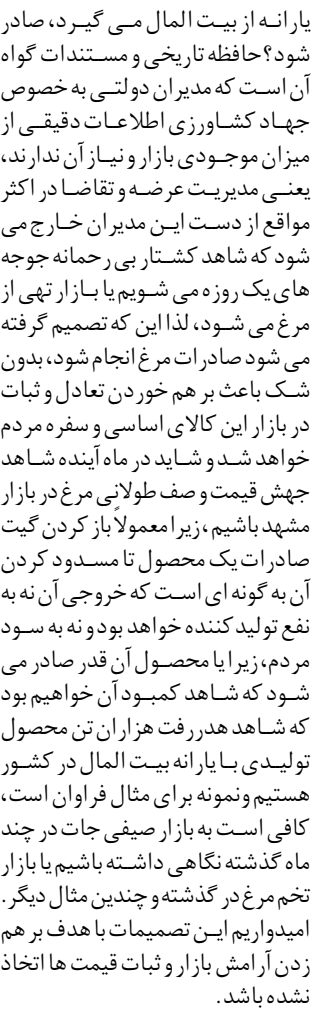 یارانه از بیت المال می گیرد، صادر
شود؟حافظه تاریخی و مستندات گواه
آن است که مدیران دولتی به خصوص
جهاد کشاورزی اطلاعات دقیقی از
میزان موجودی بازار و نیاز آن ندارند،
یعنی مدیریت عرضه و تقاضا در اکثر
مواقع از دست این مدیران خارج می
شود که شاهد کشتار بی رحمانه جوجه
های یک روزه می شویم یا بازار تهی از
مرغ می شود، لذا این که تصمیم گرفته
می شود صادرات مرغ انجام شود، بدون
شک باعث بر هم خوردن تعادل و ثبات
در بازار این کالای اساسی و سفره مردم
خواهد شد و شاید در ماه آینده شاهد
جهش قیمت و صف طولانی مرغ در بازار
مشهد باشیم ،زیرا معمولاً باز کردن گیت
صادرات یک محصول تا مسدود کردن
آن به گونه ای است که خروجی آن نه به
نفع تولید کننده خواهد بود و نه به سود
مردم، زیرا یا محصول آن قدر صادر می
شود که شاهد کمبود آن خواهیم بود
که شاهد هدررفت هزاران تن محصول
تولیدی با یارانه بیت المال در کشور
هستیم ونمونه برای مثال فراوان است،
کافی است به بازار صیفی جات در چند
ماه گذشته نگاهی داشته باشیم یا بازار
تخم مرغ در گذشته و چندین مثال دیگر.
امیدواریم این تصمیمات با هدف بر هم
زدن آرامش بازار و ثبات قیمت ها اتخاذ
نشده باشد.